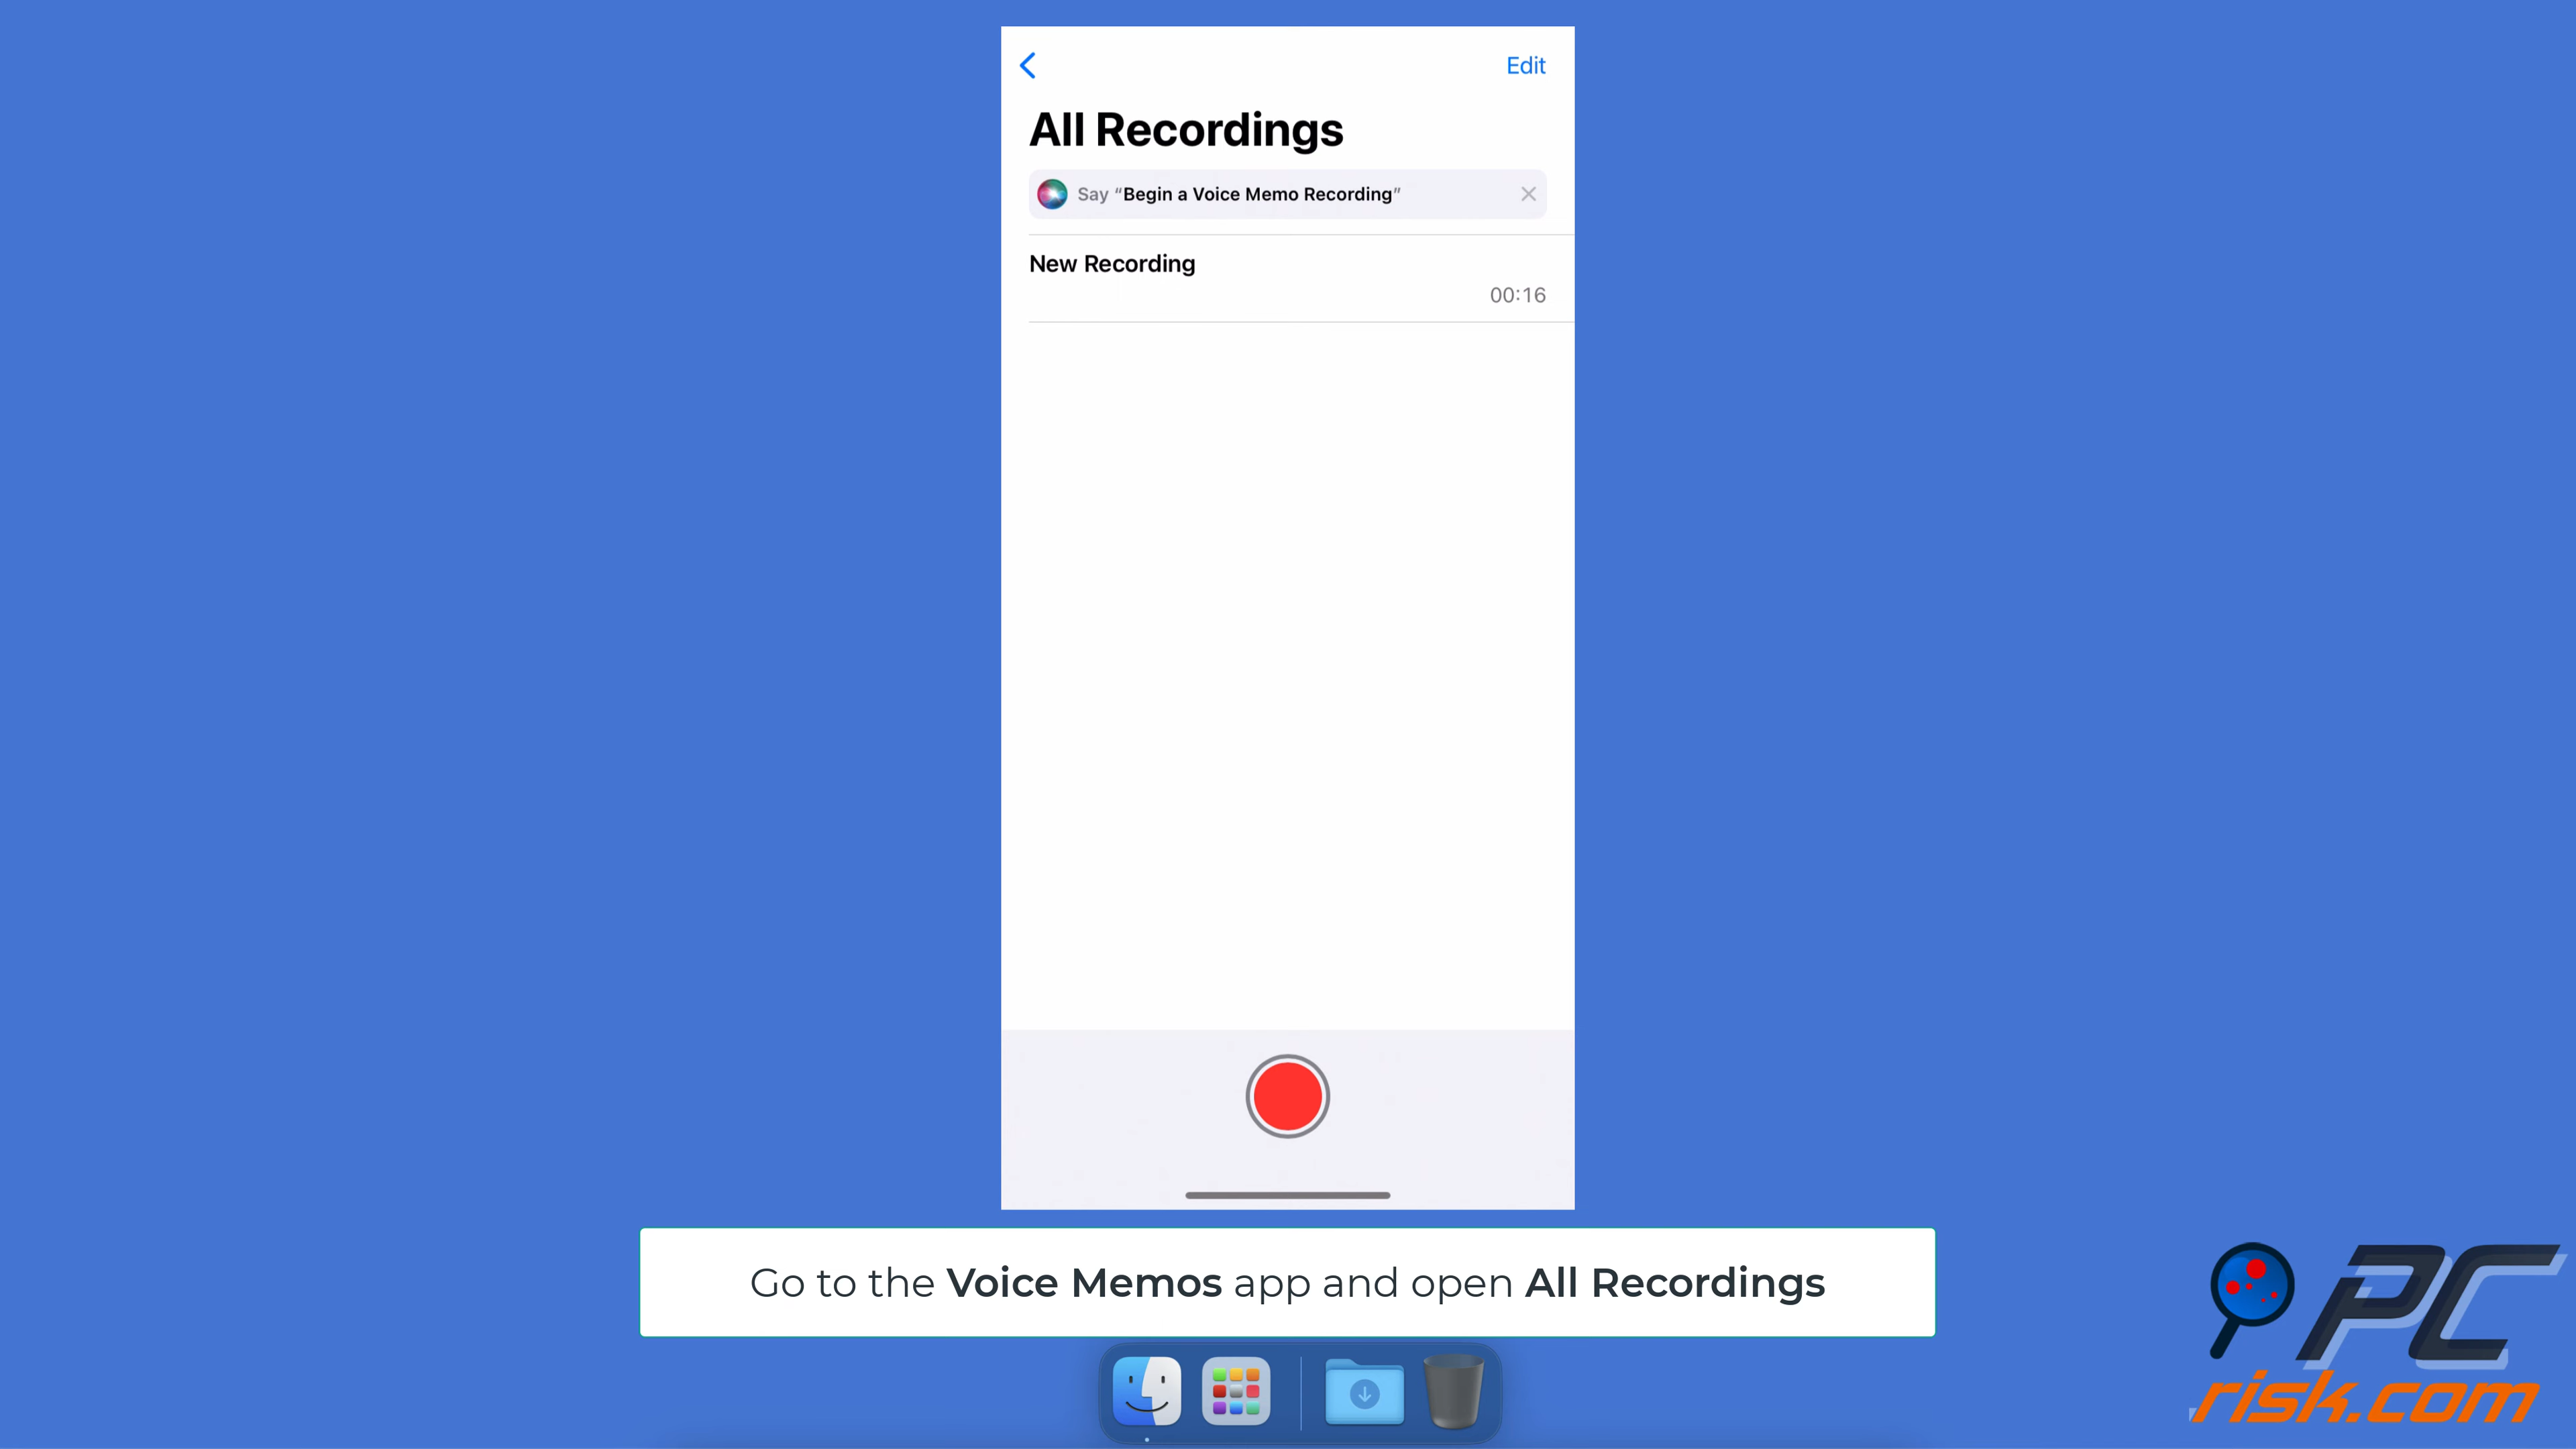 Edit
All Recordings
Say “Begin a Voice Memo Recording”
New Recording
00:16
Go to the Voice Memos app and open All Recordings
PC
risk.com